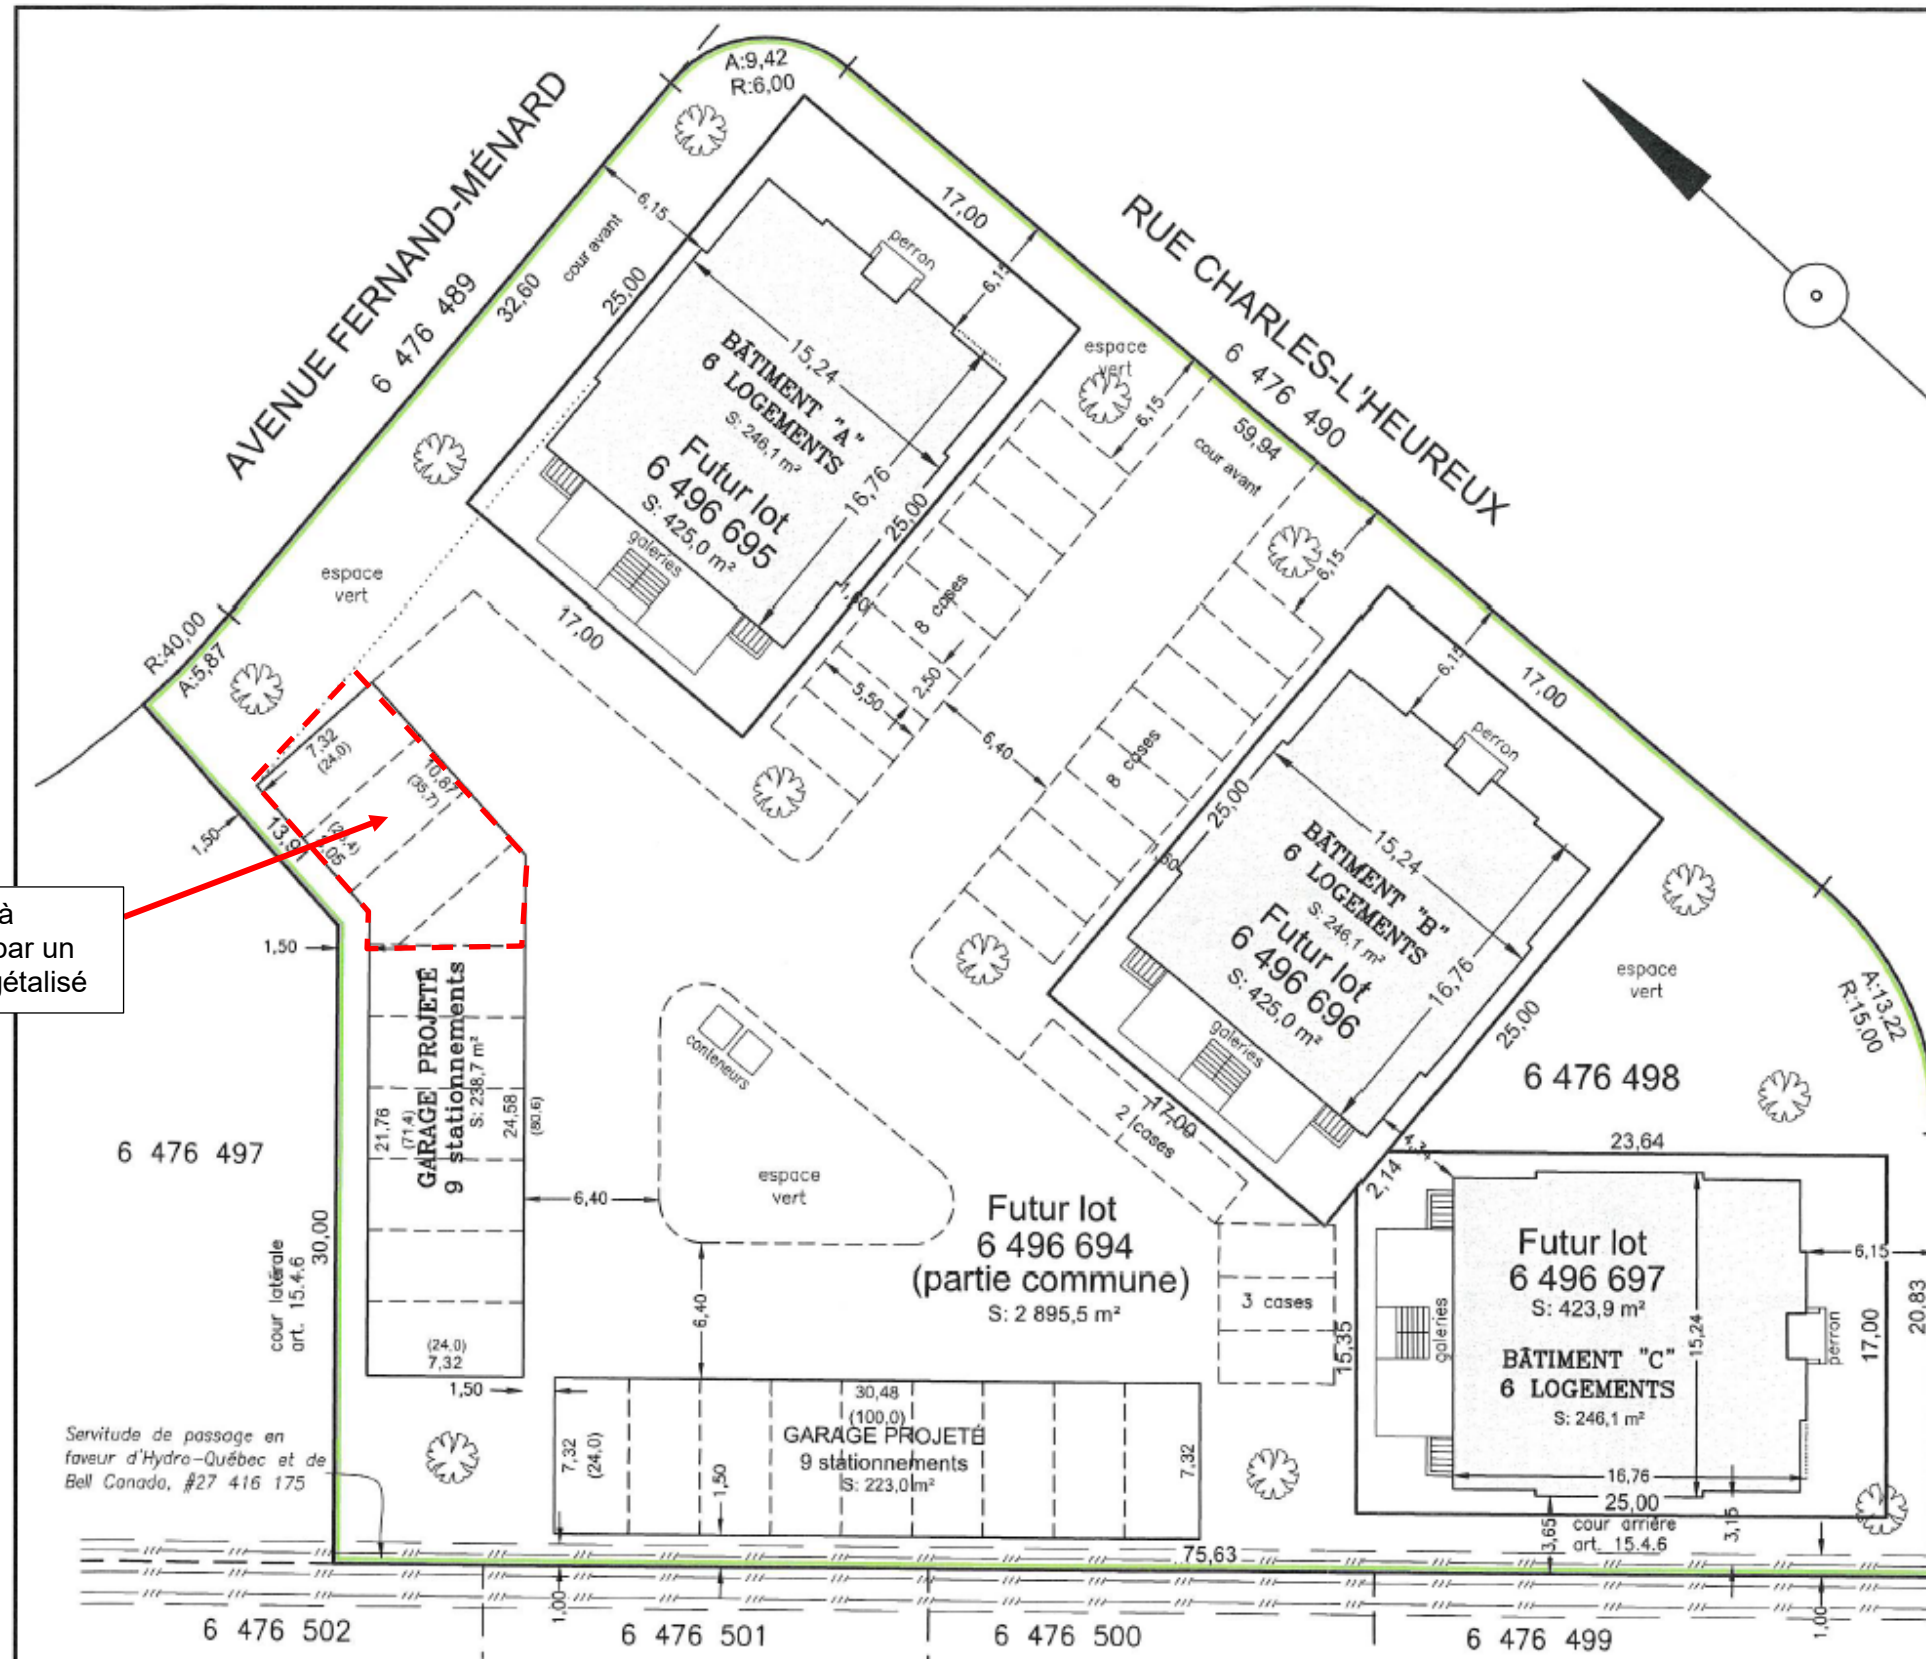 A:9,42
R:6,00
AVENUE FERNAND-MÉNARD
6 476 489
32,60
6,15
cour avant
25,00
17,00
perron
6,15
RUE CHARLES-L'HEUREUX
6 476 490
59,94
cour avant
espace
vert
6,15
15,24
BÂTIMENT "A"
6 LOGEMENTS
S: 246,1 m²
Futur lot
6 496 695
S: 425,0 m²
16,76
25,00
galeries
17,00
1,60
8 cases
5,50
2,50
6,40
8 cases
6,15
espace
vert
R:40,00
A:5,87
7,32
(24,0)
10,87
(35,7)
13,91
1,50
à
par un
1,50
6,15
17,00
perron
25,00
15,24
BÂTIMENT "B"
6 LOGEMENTS
S: 246,1 m²
Futur lot
6 496 696
S: 425,0 m²
16,76
25,00
1,60
galeries
17,00
2 cases
espace
vert
A:13,22
R:15,00
6 476 498
4,34
2,14
23,64
GARAGE PROJETÉ
9 stationnements
S: 238,7 m²
21,76
(71,4)
24,58
(80,6)
6 476 497
30,00
cour latérale
art. 15.4.6
(24,0)
7,32
1,50
conteneurs
espace
vert
6,40
6,40
Futur lot
6 496 694
(partie commune)
S: 2 895,5 m²
3 cases
15,35
galeries
Futur lot
6 496 697
S: 423,9 m²
BÂTIMENT "C"
6 LOGEMENTS
S: 246,1 m²
15,24
6,15
perron
17,00
20,83
16,76
25,00
cour arrière
art. 15.4.6
3,65
3,15
30,48
(100,0)
GARAGE PROJETÉ
9 stationnements
S: 223,0 m²
7,32
(24,0)
1,50
7,32
Servitude de passage en
faveur d'Hydro-Québec et de
Bell Canada, #27 416 175
75,63
1,00
1,00
6 476 502
6 476 501
6 476 500
6 476 499